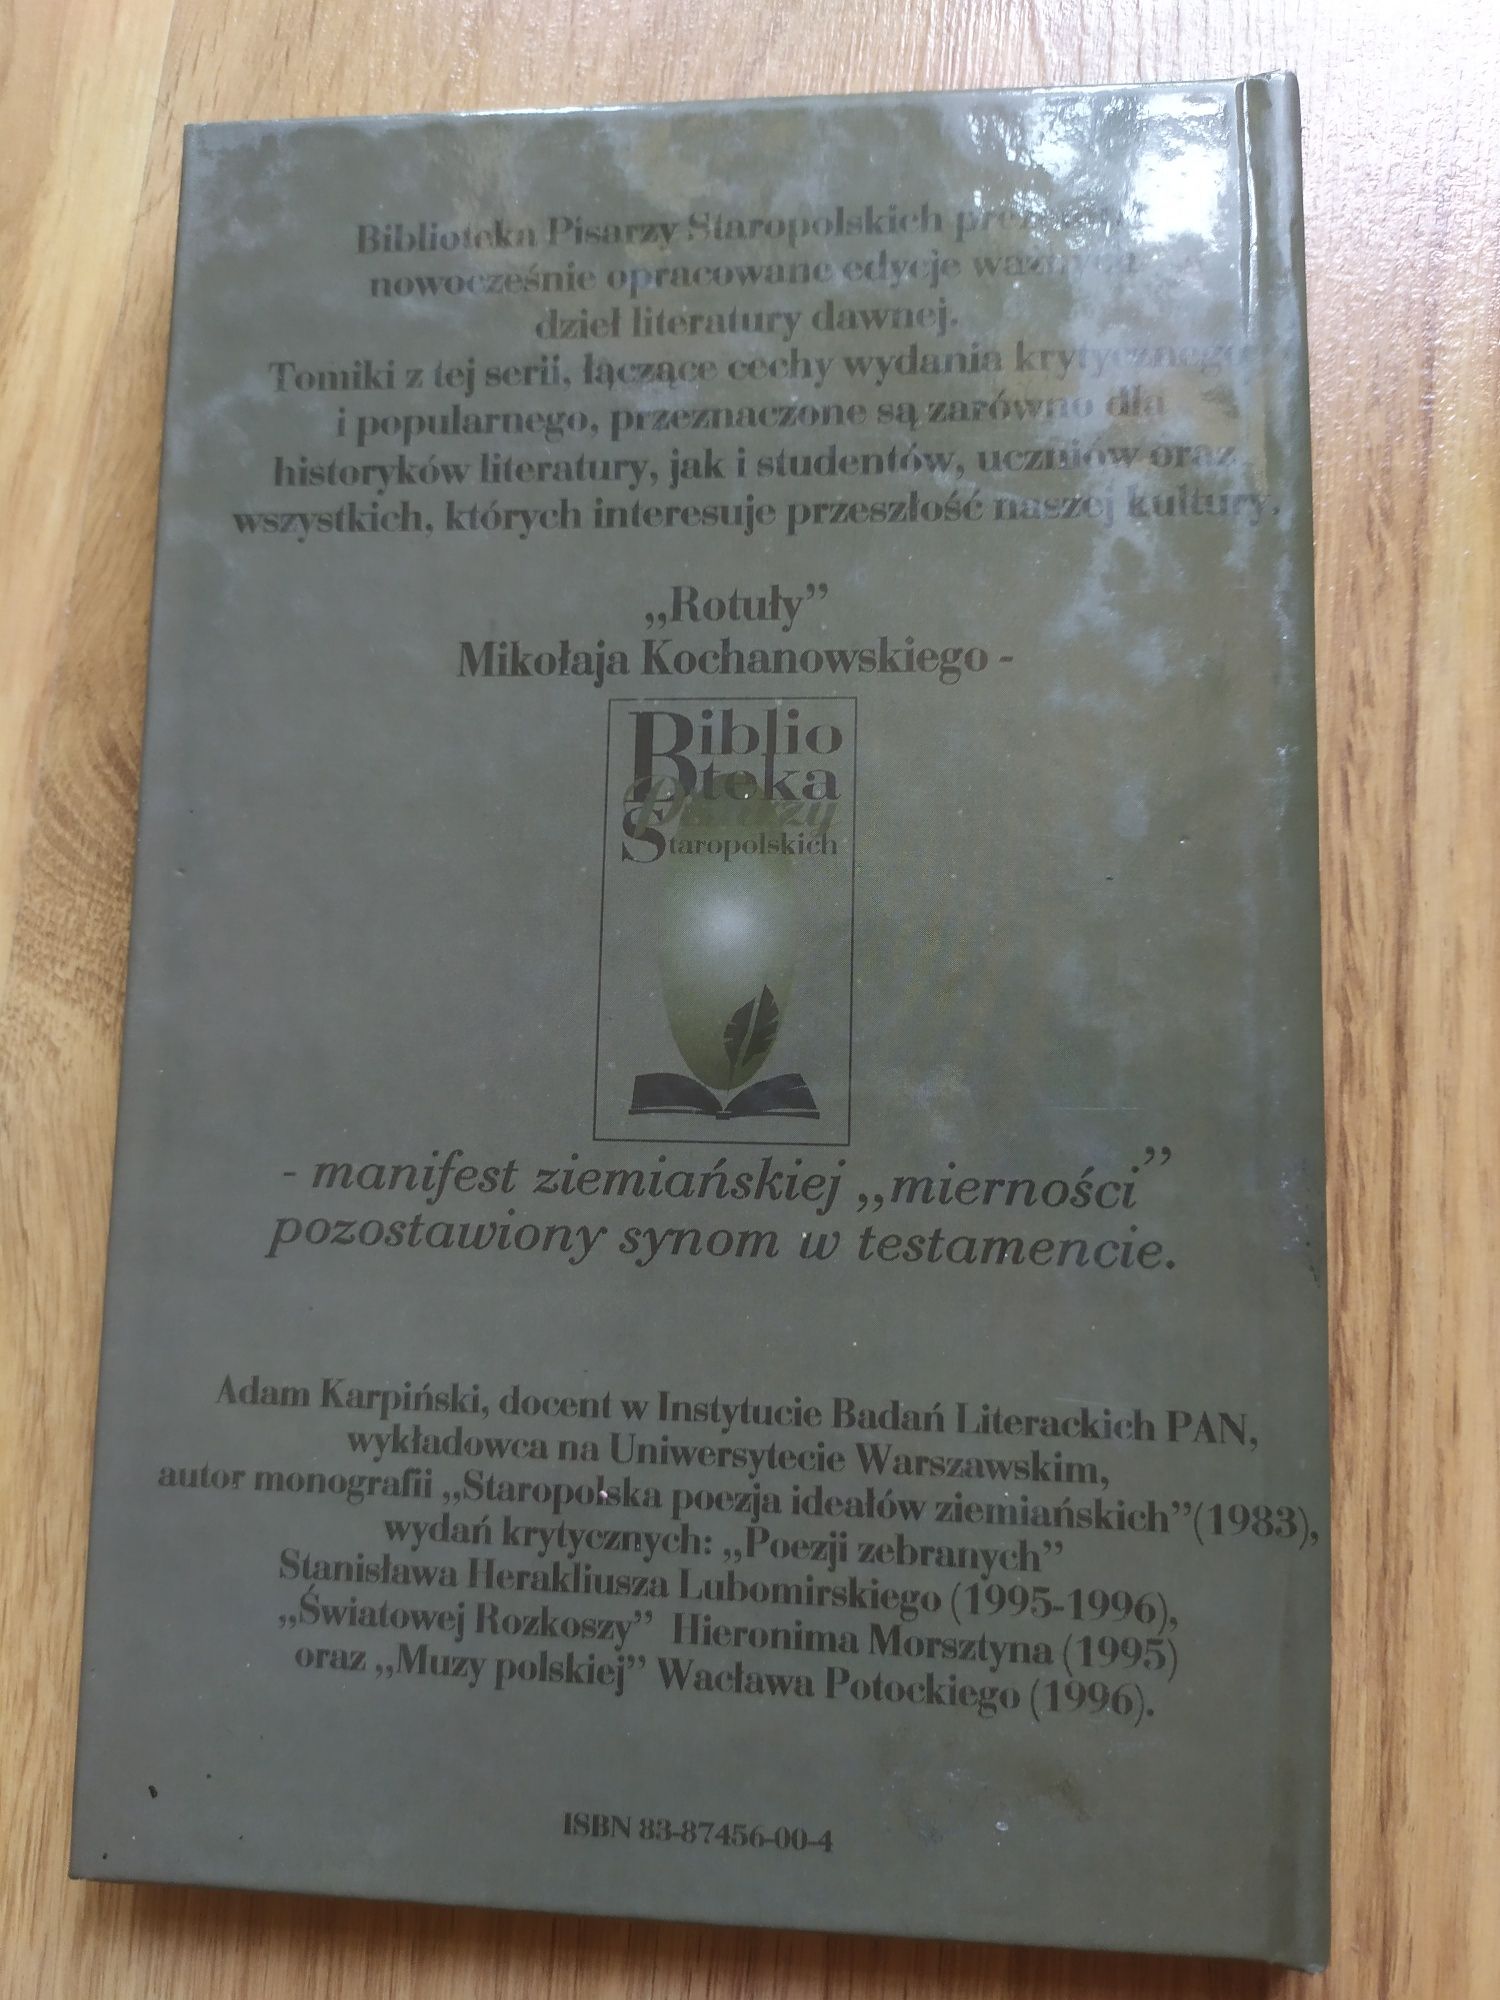 Biblioteka Pisarzy Staropolskich
nowocześnie opracowane edycje ważnych
dzieł literatury dawnej.
Tomiki z tej serii, łączące cechy wydania krytycznego
i popularnego, przeznaczone są zarówno dla
historyków literatury, jak i studentów, uczniów oraz
wszystkich, których interesuje przeszłość naszej kultury.
„Rotuły”
Mikołaja Kochanowskiego -
Biblio
teka
Pisarzy
Staropolskich
- manifest ziemiańskiej „mierności”
pozostawiony synom w testamencie.
Adam Karpiński, docent w Instytucie Badań Literackich PAN,
wykładowca na Uniwersytecie Warszawskim,
autor monografii „Staropolska poezja ideałów ziemiańskich”(1983),
wydań krytycznych: „Poezji zebranych”
Stanisława Herakliusza Lubomirskiego (1995-1996),
„Światowej Rozkoszy” Hieronima Morsztyna (1995)
oraz „Muzy polskiej” Wacława Potockiego (1996).
ISBN 83-87456-00-4